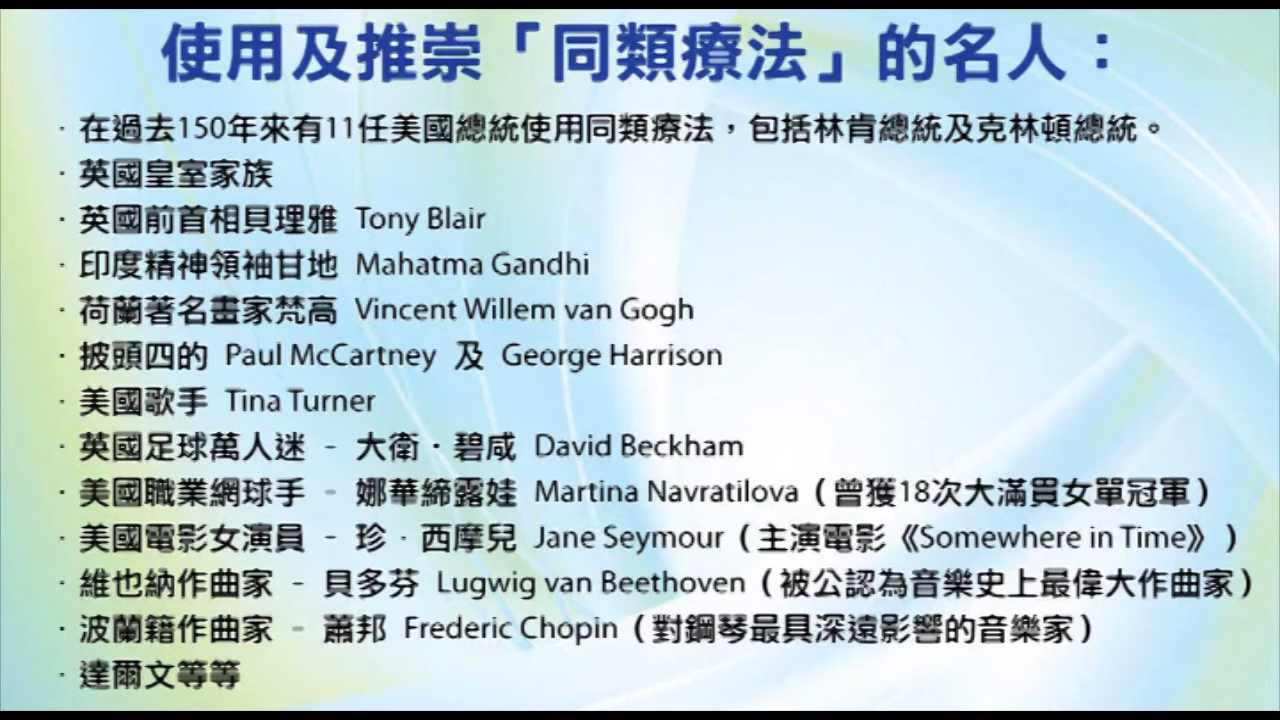 使用及推崇「同類療法」的名人：
· 在過去150年來有11任美國總統使用同類療法，包括林肯總統及克林頓總統。
· 英國皇室家族
· 英國前首相貝理雅 Tony Blair
· 印度精神領袖甘地 Mahatma Gandhi
· 荷蘭著名畫家梵高 Vincent Willem van Gogh
· 披頭四的 Paul McCartney 及 George Harrison
· 美國歌手 Tina Turner
· 英國足球萬人迷 - 大衛·碧咸 David Beckham
· 美國職業網球手 - 娜華締露娃 Martina Navratilova（曾獲18次大滿買女單冠軍）
· 美國電影女演員 - 珍·西摩兒 Jane Seymour（主演電影《Somewhere in Time》）
· 維也納作曲家 - 貝多芬 Lugwig van Beethoven（被公認為音樂史上最偉大作曲家）
· 波蘭籍作曲家 - 蕭邦 Frederic Chopin（對鋼琴最具深遠影響的音樂家）
· 達爾文等等